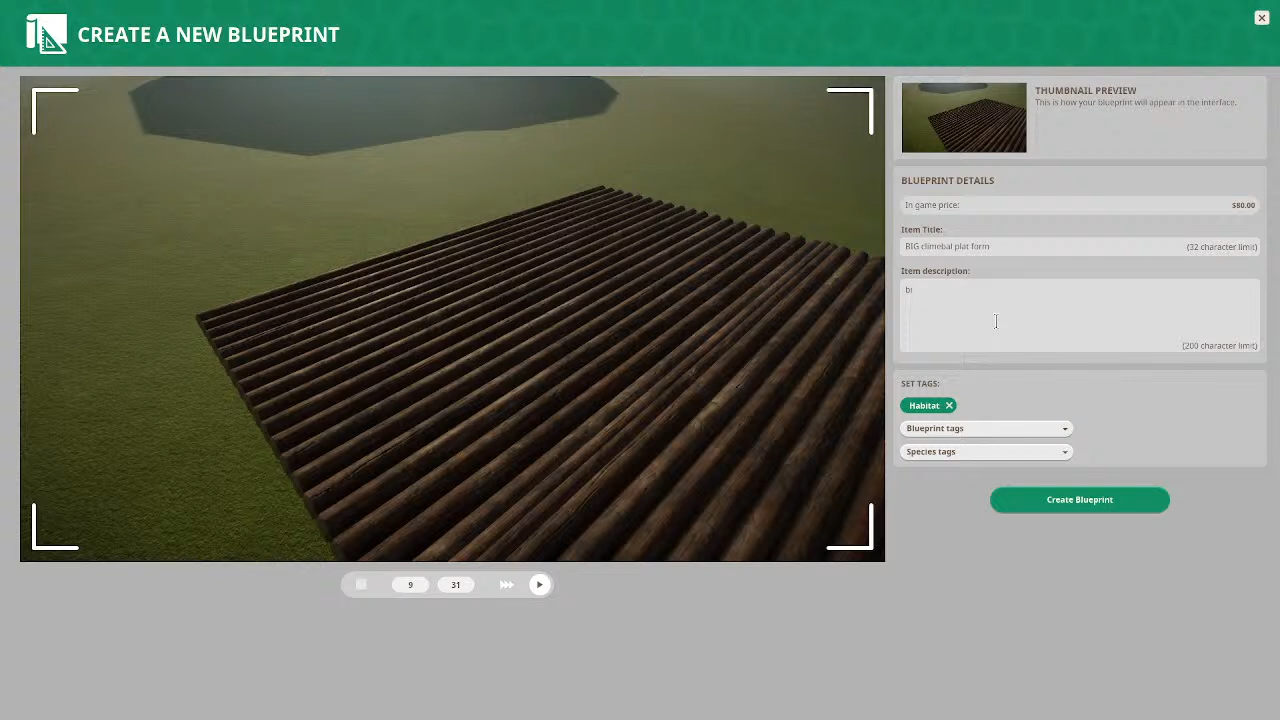 CREATE A NEW BLUEPRINT
THUMBNAIL PREVIEW
This is how your blueprint will appear in the interface.
BLUEPRINT DETAILS
In game price: $80.00
Item Title:
BIG climebal plat form (32 character limit)
Item description:
bi
(200 character limit)
SET TAGS:
Habitat
Blueprint tags
Species tags
Create Blueprint
9 31